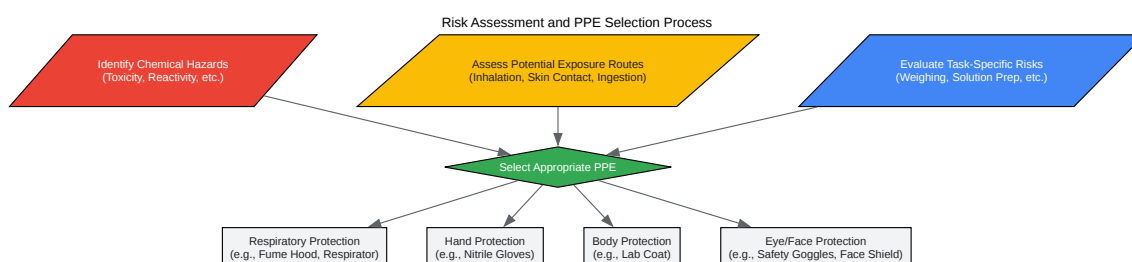 Risk Assessment and PPE Selection Process
Identify Chemical Hazards
(Toxicity, Reactivity, etc.)
Assess Potential Exposure Routes
(Inhalation, Skin Contact, Ingestion)
Evaluate Task-Specific Risks
(Weighing, Solution Prep, etc.)
Select Appropriate PPE
Respiratory Protection
(e.g., Fume Hood, Respirator)
Hand Protection
(e.g., Nitrile Gloves)
Body Protection
(e.g., Lab Coat)
Eye/Face Protection
(e.g., Safety Goggles, Face Shield)